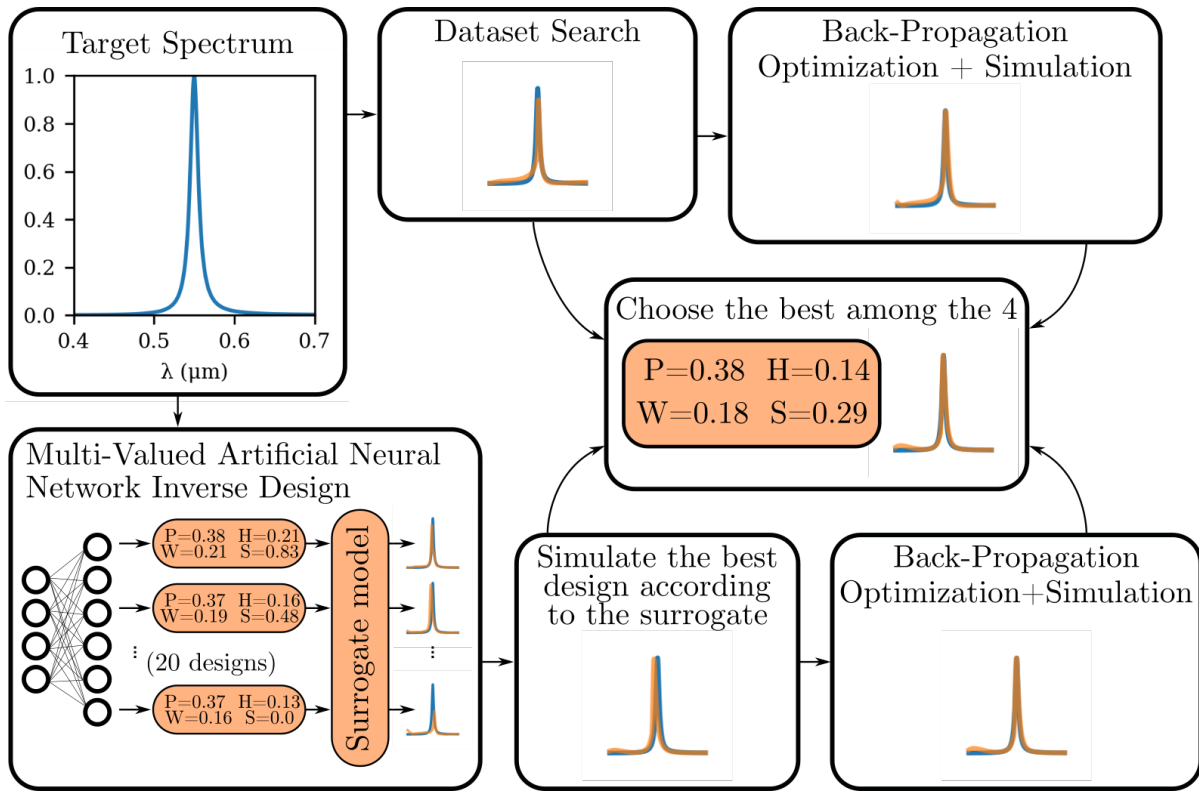 Target Spectrum
1.0
0.8
0.6
0.4
0.2
0.0
0.4 0.5 0.6 0.7
λ (μm)
Dataset Search
Back-Propagation
Optimization + Simulation
Choose the best among the 4
P=0.38 H=0.14
W=0.18 S=0.29
Multi-Valued Artificial Neural
Network Inverse Design
P=0.38 H=0.21
W=0.21 S=0.83
P=0.37 H=0.16
W=0.19 S=0.48
... (20 designs)
...
P=0.37 H=0.13
W=0.16 S=0.0
Surrogate model
Simulate the best
design according
to the surrogate
Back-Propagation
Optimization+Simulation